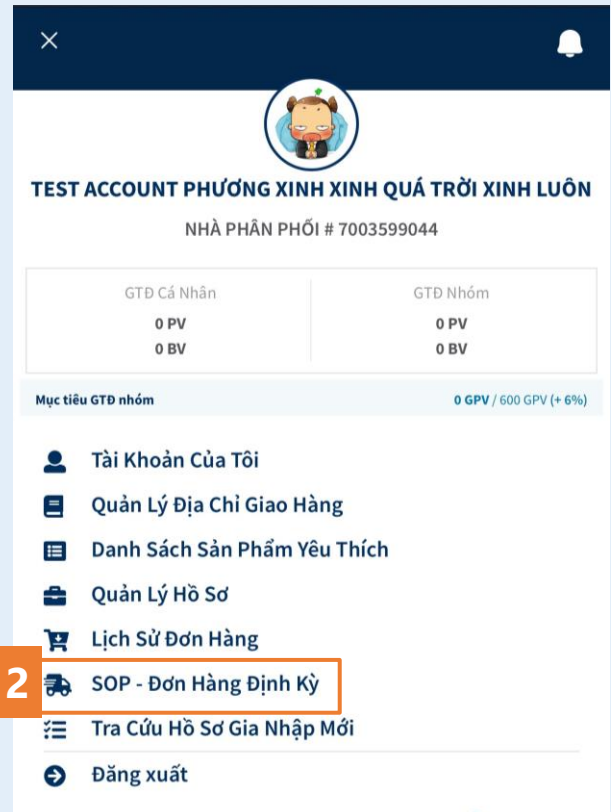 TEST ACCOUNT PHƯƠNG XINH XINH QUÁ TRỜI XINH LUÔN
NHÀ PHÂN PHỐI # 7003599044
GTĐ Cá Nhân
0 PV
0 BV
GTĐ Nhóm
0 PV
0 BV
Mục tiêu GTĐ nhóm
0 GPV / 600 GPV (+ 6%)
Tài Khoản Của Tôi
Quản Lý Địa Chỉ Giao Hàng
Danh Sách Sản Phẩm Yêu Thích
Quản Lý Hồ Sơ
Lịch Sử Đơn Hàng
2
SOP - Đơn Hàng Định Kỳ
Tra Cứu Hồ Sơ Gia Nhập Mới
Đăng xuất